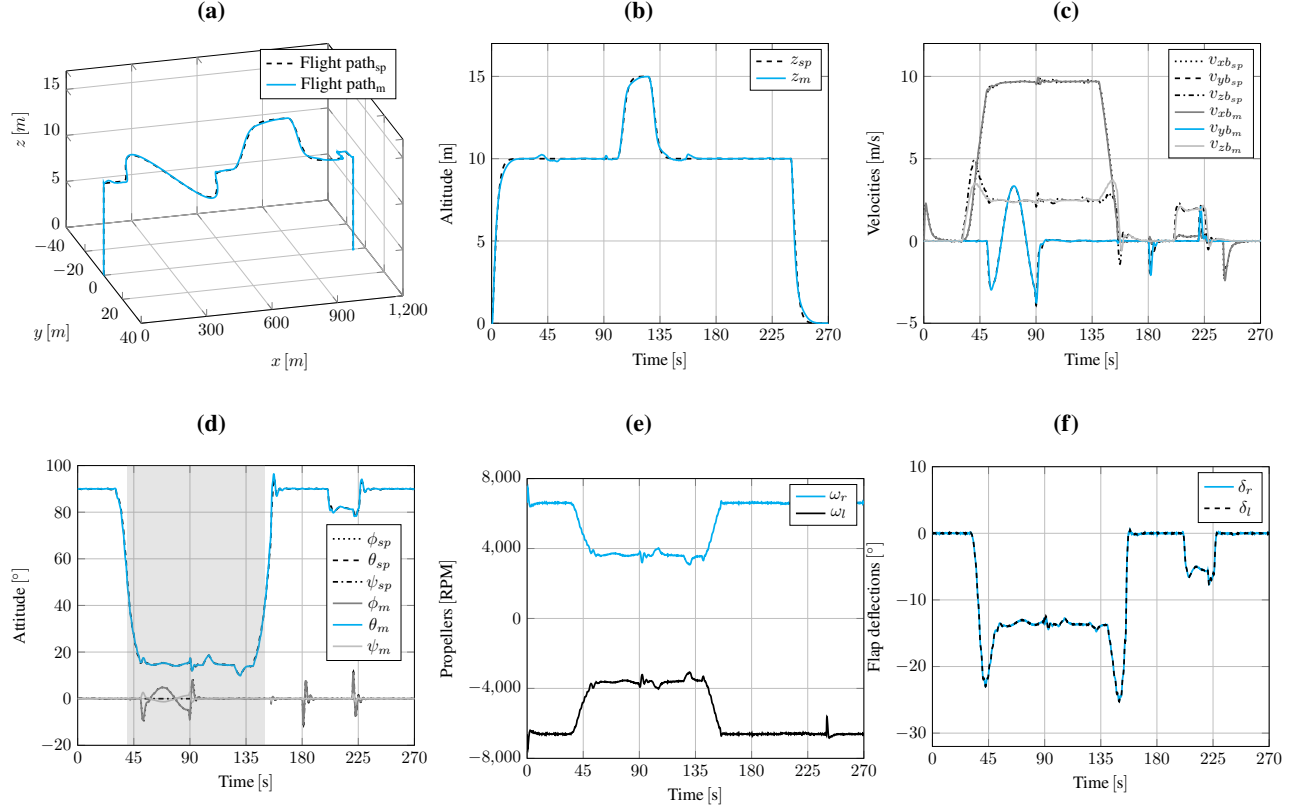 (a)
(b)
(c)
Flight path_sp
Flight path_m
15
10
5
0
z [m]
−40
−20
0
20
40
y [m]
0
300
600
900
1,200
x [m]
z_sp
z_m
15
10
5
0
Altitude [m]
0
45
90
135
180
225
270
Time [s]
v_xb_sp
v_yb_sp
v_zb_sp
v_xb_m
v_yb_m
v_zb_m
10
5
0
−5
Velocities [m/s]
0
45
90
135
180
225
270
Time [s]
(d)
(e)
(f)
100
80
60
40
20
0
−20
Attitude [°]
ϕ_sp
θ_sp
ψ_sp
ϕ_m
θ_m
ψ_m
0
45
90
135
180
225
270
Time [s]
8,000
4,000
0
−4,000
−8,000
Propellers [RPM]
ω_r
ω_l
0
45
90
135
180
225
270
Time [s]
10
0
−10
−20
−30
Flap deflections [°]
δ_r
δ_l
0
45
90
135
180
225
270
Time [s]